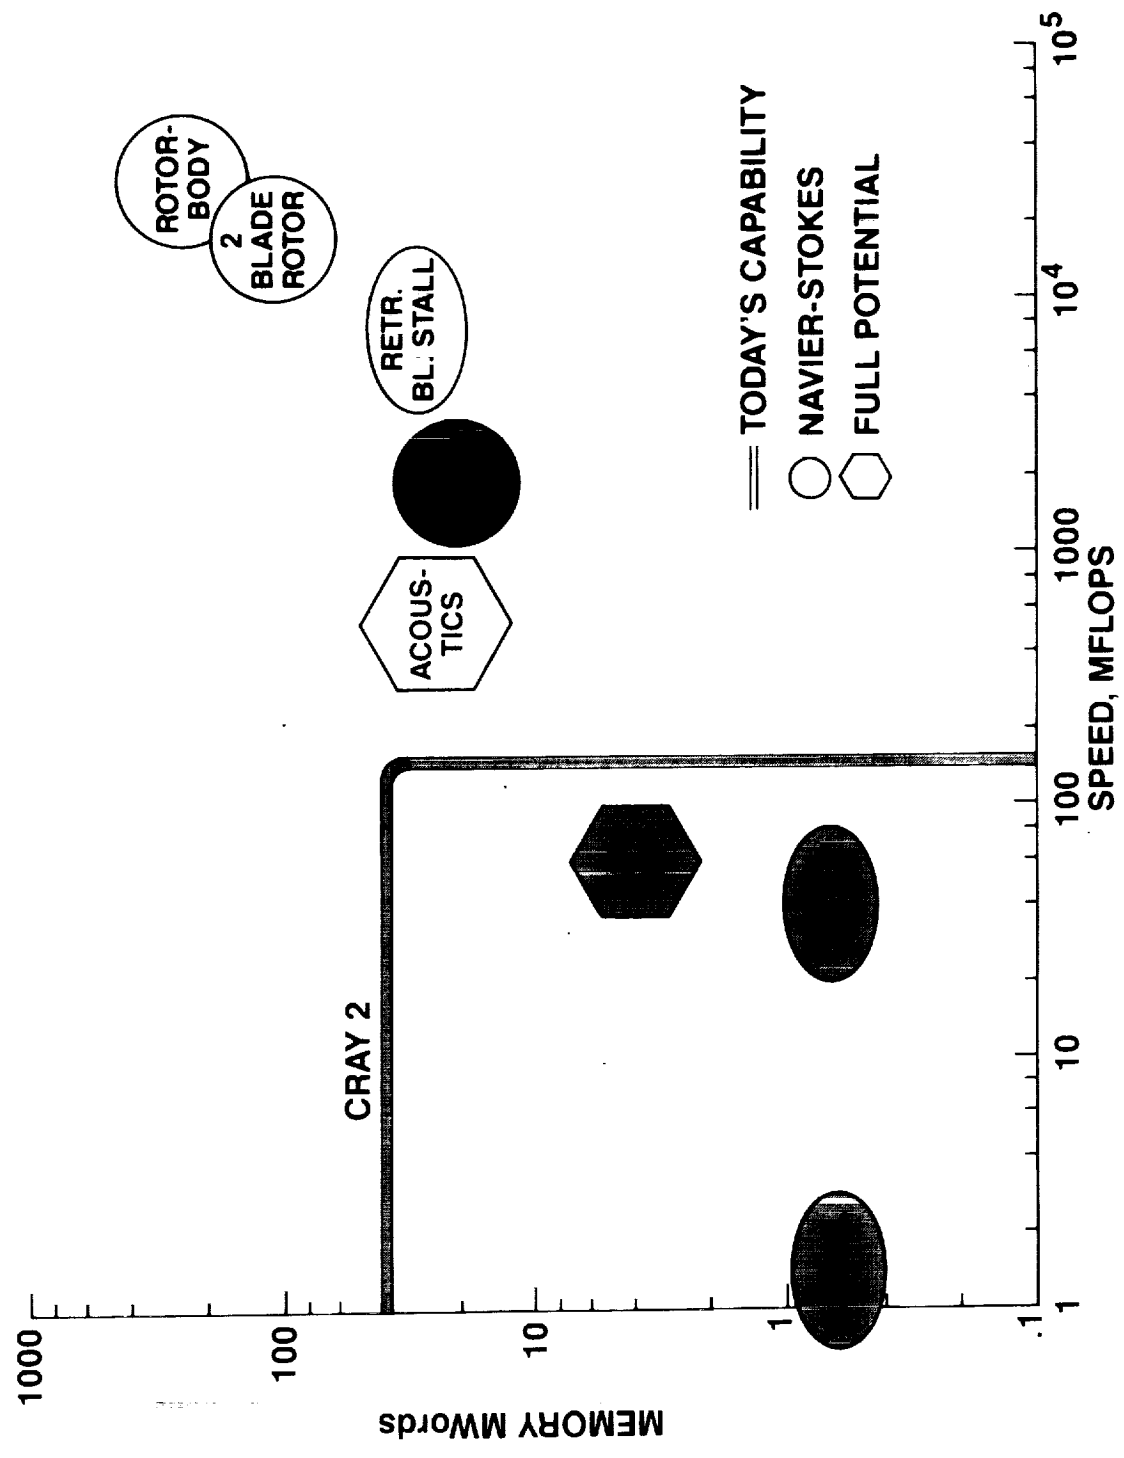 1000
100
10
1
.1
MEMORY MWords
CRAY 2
ACOUS-
TICS
RETR.
BL. STALL
2
BLADE
ROTOR
ROTOR-
BODY
TODAY'S CAPABILITY
NAVIER-STOKES
FULL POTENTIAL
1
10
100
1000
10⁴
10⁵
SPEED, MFLOPS